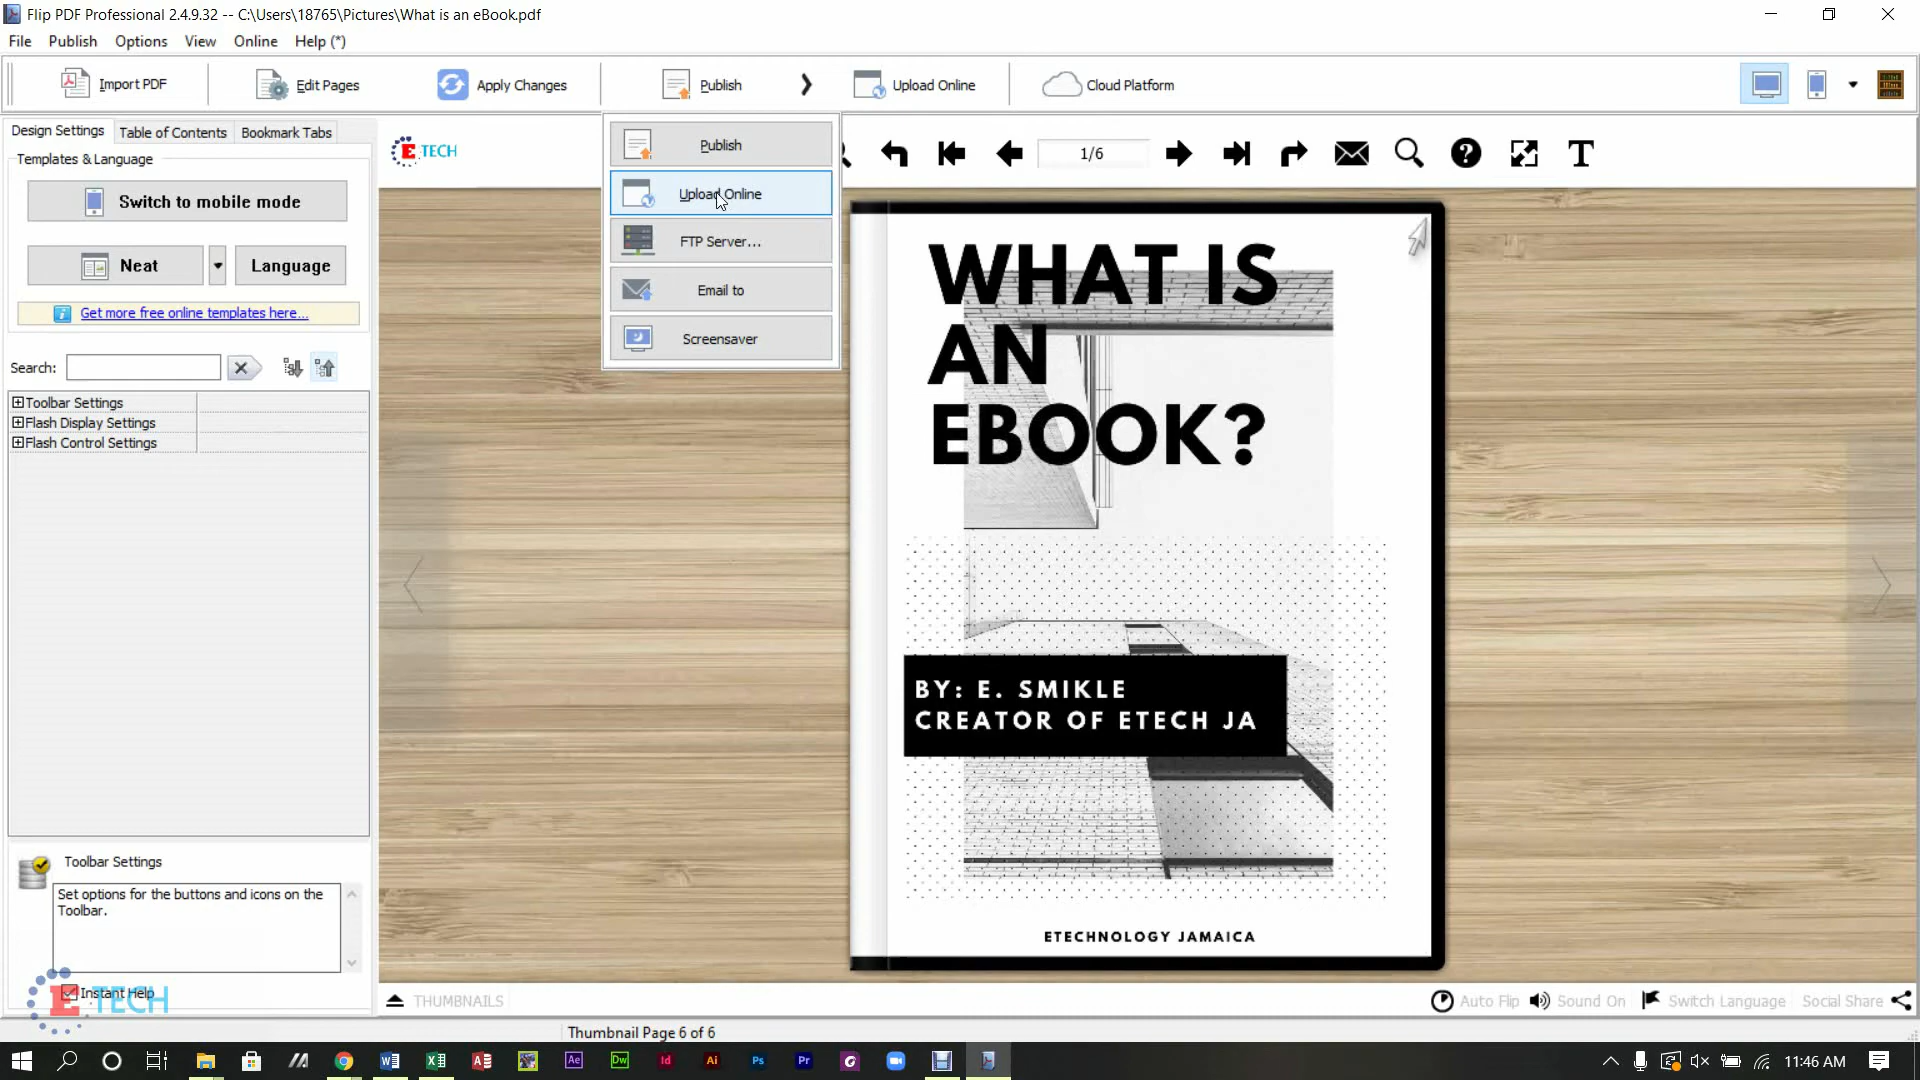 Flip PDF Professional 2.4.9.32 -- C:\Users\18765\Pictures\What is an eBook.pdf
File Publish Options View Online Help (*)
Import PDF Edit Pages Apply Changes Publish Upload Online Cloud Platform
Design Settings Table of Contents Bookmark Tabs
Templates & Language
Switch to mobile mode
Neat Language
Get more free online templates here...
Search:
Toolbar Settings
Flash Display Settings
Flash Control Settings
Toolbar Settings
Set options for the buttons and icons on the
Toolbar.
Instant Help
E TECH
Publish
Upload Online
FTP Server...
Email to
Screensaver
E TECH
1/6
T
WHAT IS
AN
EBOOK?
BY: E. SMIKLE
CREATOR OF ETECH JA
ETECHNOLOGY JAMAICA
THUMBNAILS
Auto Flip Sound On Switch Language Social Share
Thumbnail Page 6 of 6
Ae Dw Id Ai Ps Pr
11:46 AM